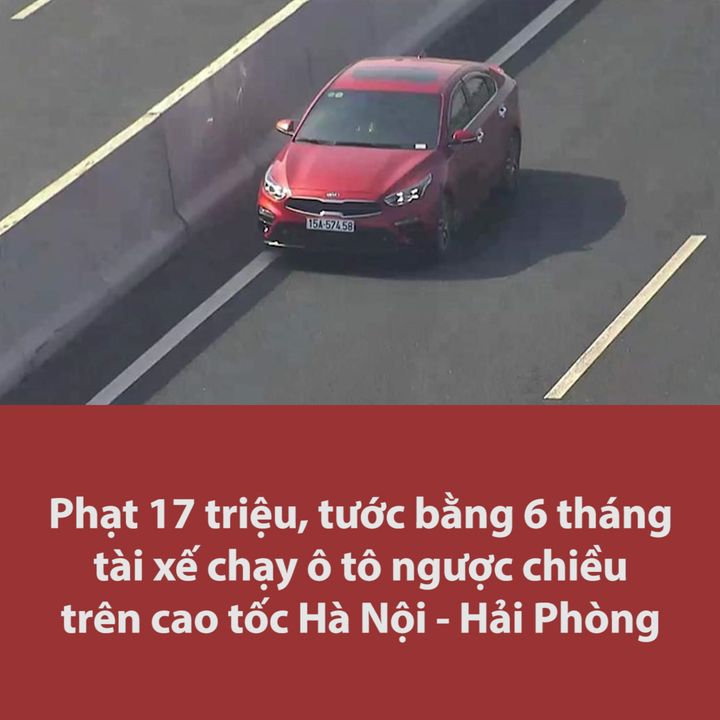 15A-574.58
Phạt 17 triệu, tước bằng 6 tháng
tài xế chạy ô tô ngược chiều
trên cao tốc Hà Nội - Hải Phòng